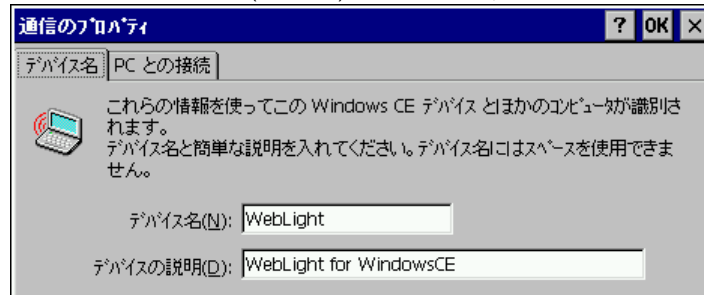 通信のﾌﾟﾛﾊﾟﾃｨ ? OK ×
ﾃﾞﾊﾞｲｽ名 PC との接続
これらの情報を使ってこの Windows CE ﾃﾞﾊﾞｲｽ とほかのｺﾝﾋﾟｭｰﾀが識別さ
れます。
ﾃﾞﾊﾞｲｽ名と簡単な説明を入れてください。ﾃﾞﾊﾞｲｽ名にはｽﾍﾟｰｽを使用できま
せん。
ﾃﾞﾊﾞｲｽ名(N): WebLight
ﾃﾞﾊﾞｲｽの説明(D): WebLight for WindowsCE